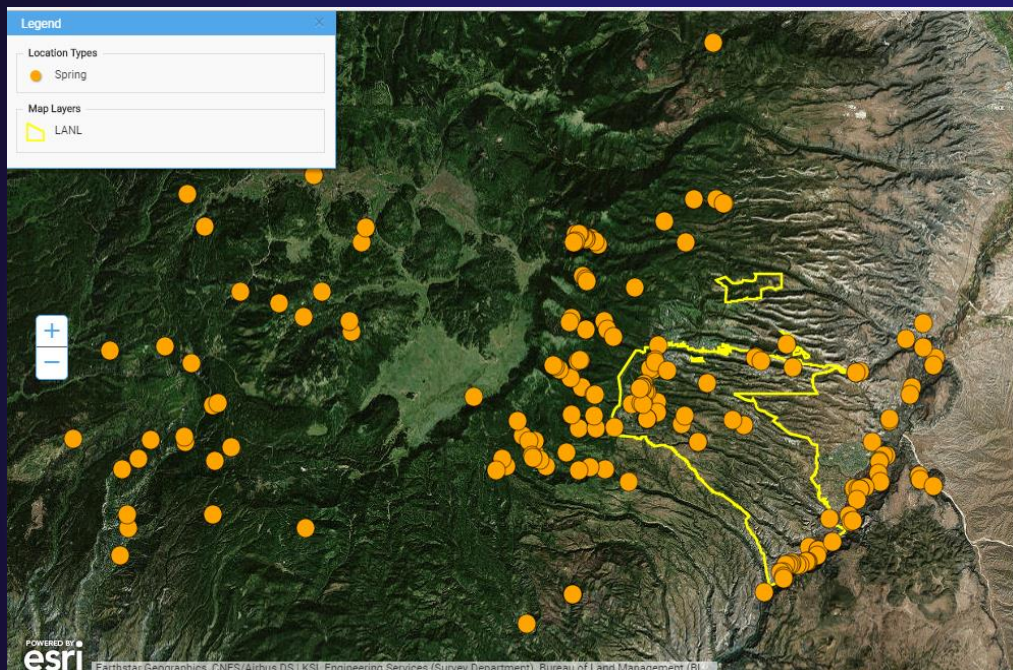 Legend
Location Types
Spring
Map Layers
LANL
POWERED BY
esri
Earthstar Geographics, CNES/Airbus DS | KSL Engineering Services (Survey Department), Bureau of Land Management (BL